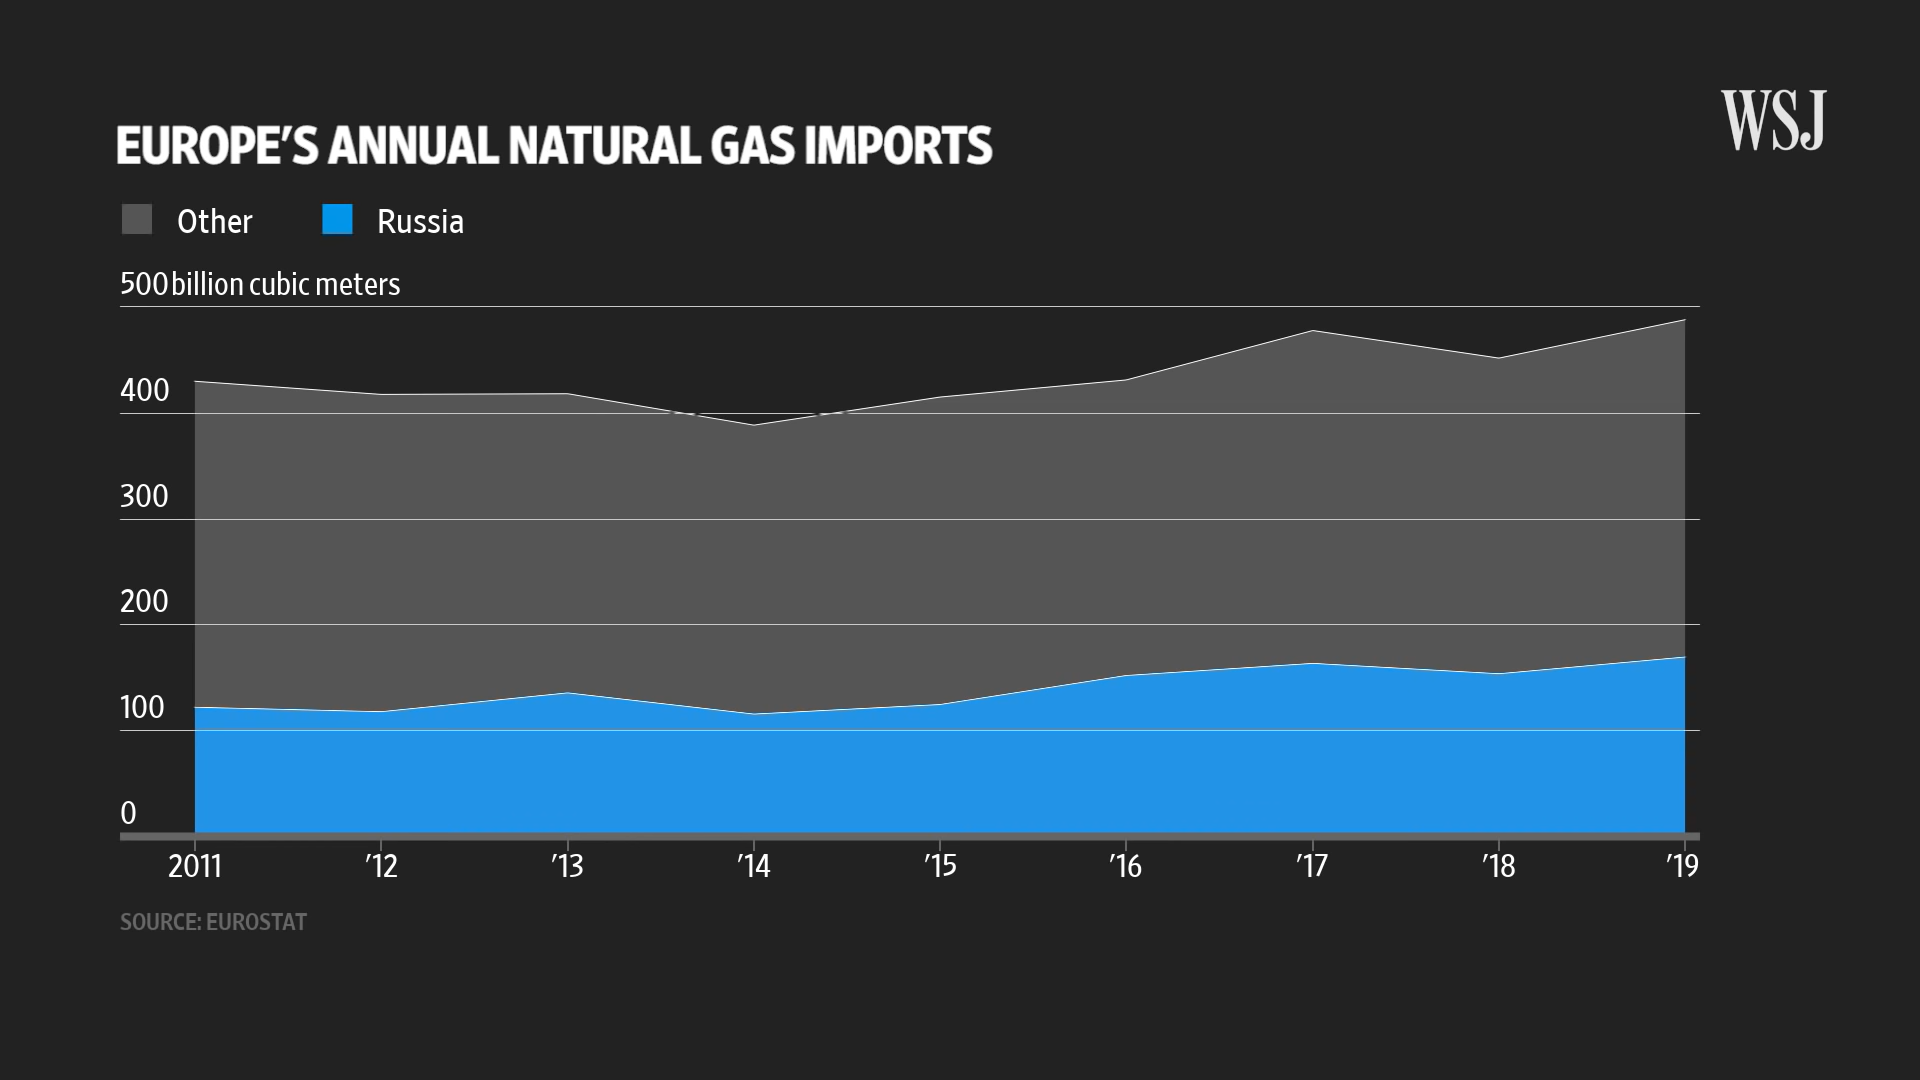 WSJ
EUROPE’S ANNUAL NATURAL GAS IMPORTS
Other Russia
500 billion cubic meters
400
300
200
100
0
2011 ’12 ’13 ’14 ’15 ’16 ’17 ’18 ’19
SOURCE: EUROSTAT